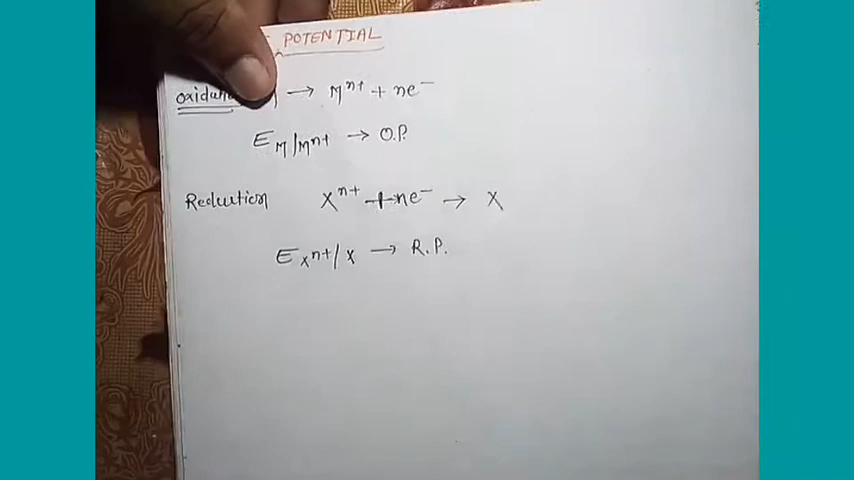 POTENTIAL
→ Mⁿ⁺ + ne⁻
E M/Mⁿ⁺ → O.P.
Reduction Xⁿ⁺ + ne⁻ → X
E Xⁿ⁺/X → R.P.